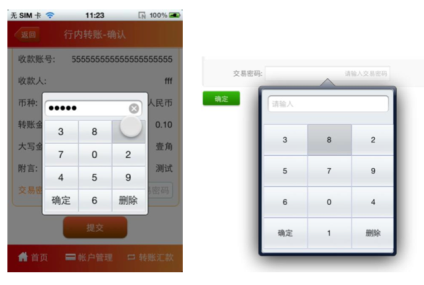 无 SIM 卡 11:23 100%
返回 行内转账-确认
收款账号: 5555555555555555555555
收款人: fff
币种: 人民币
转账金 0.10
大写金 壹角
附言: 测试
交易密 密码
●●●●●
3 8
7 0 2
4 5 9
确定 6 删除
提交
首页 帐户管理 转账汇款
交易密码: 请输入交易密码
确定
请输入
3 8 2
5 7 9
6 0 4
确定 1 删除